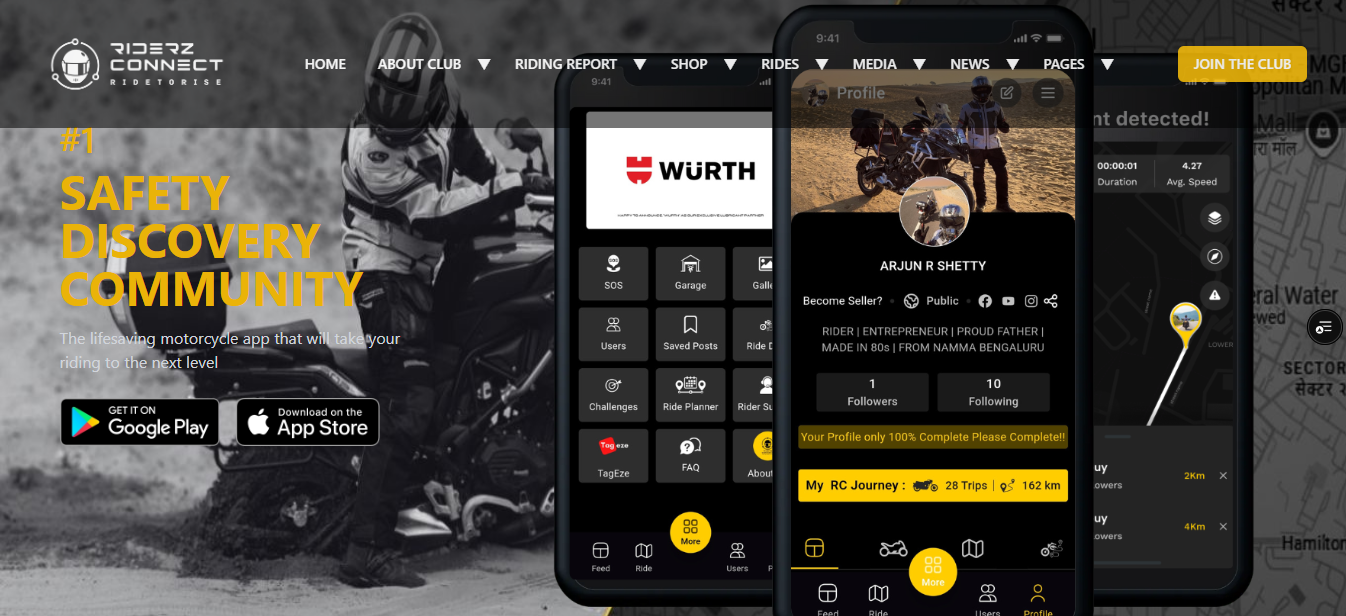 RIDERZ
CONNECT
RIDETORISE
HOME
ABOUT CLUB
RIDING REPORT
SHOP
RIDES
MEDIA
NEWS
PAGES
JOIN THE CLUB
#1
SAFETY
DISCOVERY
COMMUNITY
The lifesaving motorcycle app that will take your
riding to the next level
GET IT ON
Google Play
Download on the
App Store
9:41
WÜRTH
SOS
Garage
Galle
Users
Saved Posts
Ride D
Challenges
Ride Planner
Rider Su
Tageze
TagEze
FAQ
About
More
Feed
Ride
Users
9:41
Profile
ARJUN R SHETTY
Become Seller?
Public
RIDER | ENTREPRENEUR | PROUD FATHER |
MADE IN 80s | FROM NAMMA BENGALURU
1
Followers
10
Following
Your Profile only 100% Complete Please Complete!!
My RC Journey :
28 Trips | 162 km
More
Feed
Ride
Users
Profile
nt detected!
00:00:01
Duration
4.27
Avg. Speed
LOWER
uy
owers
2Km
uy
owers
4Km
सेक्टर २
opolitan M
Mall
रा मॉल
eral Water
ewed
SECTOR
सेक्टर २
Hamilton